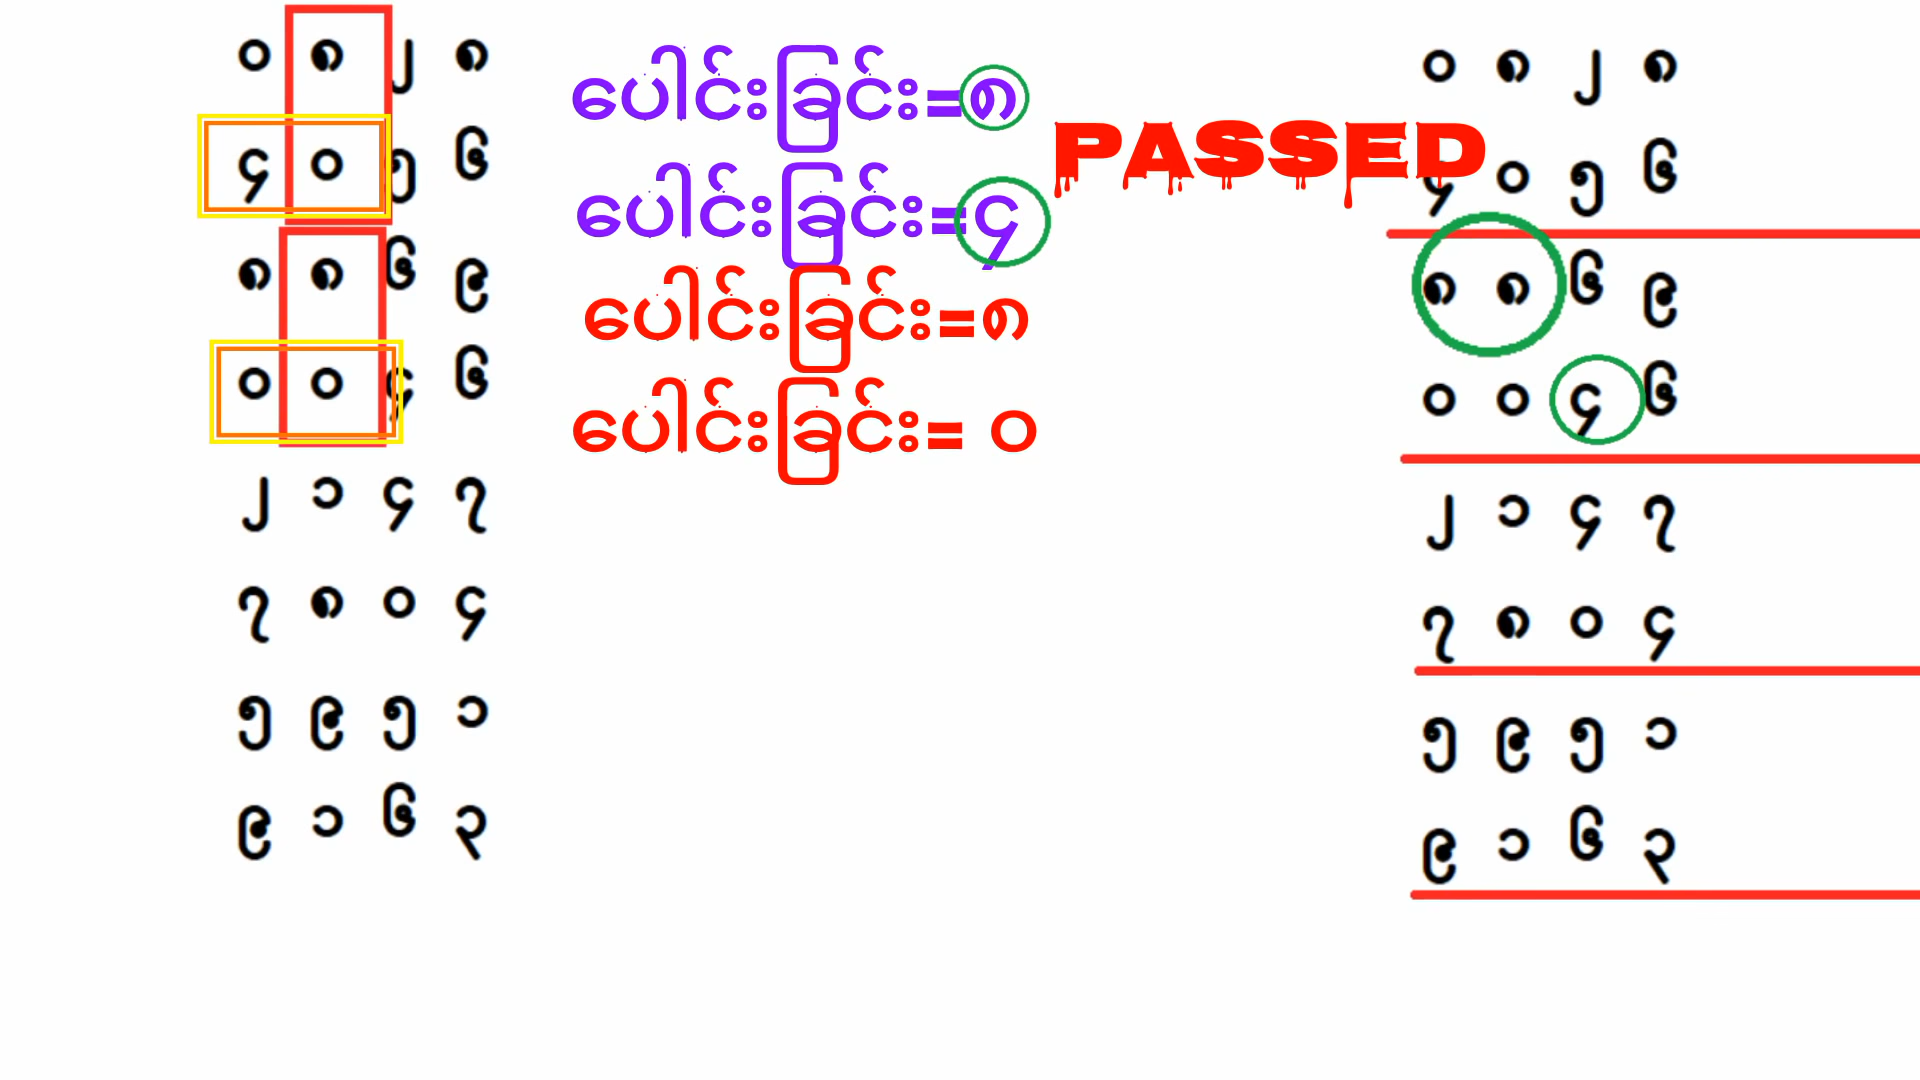 ၀ ၈ ၂ ၈
၄ ၀ ၅ ၆
၈ ၈ ၆ ၉
၀ ၀ ၄ ၆
၂ ၁ ၄ ၇
၇ ၈ ၀ ၄
၅ ၉ ၅ ၁
၉ ၁ ၆ ၃
ပေါင်းခြင်း=၈
ပေါင်းခြင်း=၄
ပေါင်းခြင်း=၈
ပေါင်းခြင်း= ၀
PASSED
၀ ၈ ၂ ၈
၄ ၀ ၅ ၆
၈ ၈ ၆ ၉
၀ ၀ ၄ ၆
၂ ၁ ၄ ၇
၇ ၈ ၀ ၄
၅ ၉ ၅ ၁
၉ ၁ ၆ ၃